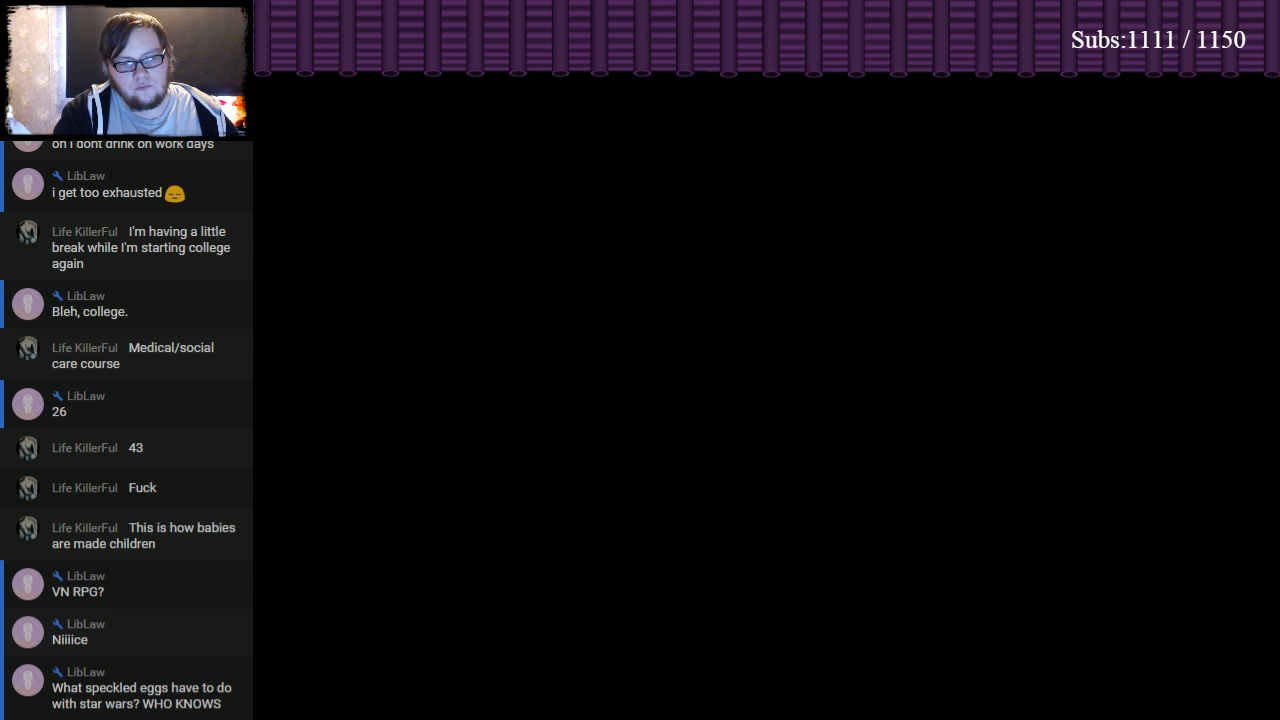 Subs:1111 / 1150
oh i dont drink on work days
LibLaw
i get too exhausted
Life KillerFul I'm having a little
break while I'm starting college
again
LibLaw
Bleh, college.
Life KillerFul Medical/social
care course
LibLaw
26
Life KillerFul 43
Life KillerFul Fuck
Life KillerFul This is how babies
are made children
LibLaw
VN RPG?
LibLaw
Niiiice
LibLaw
What speckled eggs have to do
with star wars? WHO KNOWS